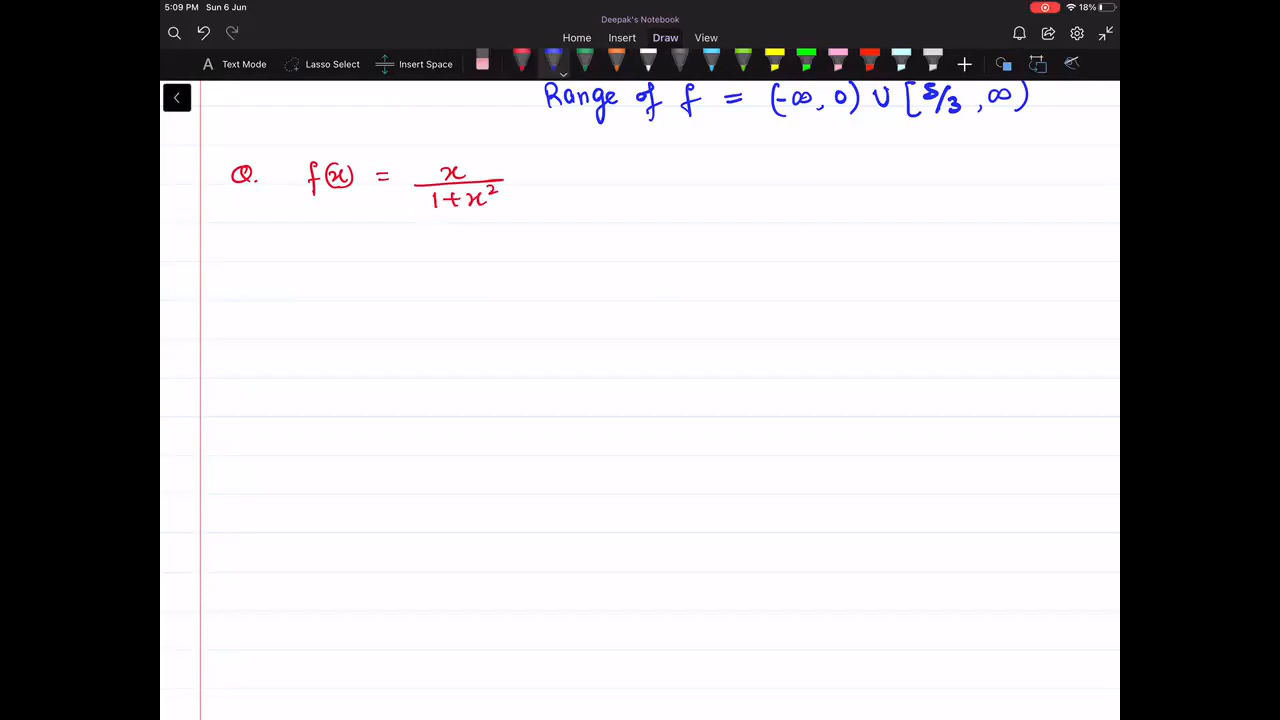 5:09 PM Sun 6 Jun 18%
Deepak's Notebook
Home Insert Draw View
A Text Mode Lasso Select Insert Space
Range of f = (-∞, 0) ∪ [5/3, ∞)
Q. f(x) = x / 1+x²